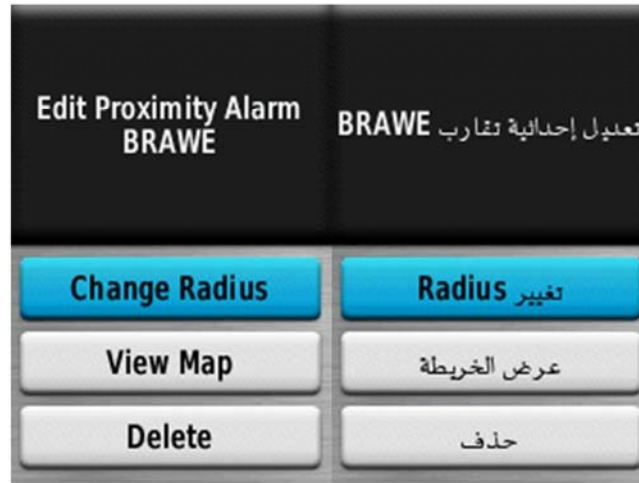 Edit Proximity Alarm
BRAWE
تعديل إحداثية تقارب BRAWE
Change Radius
تغيير Radius
View Map
عرض الخريطة
Delete
حذف